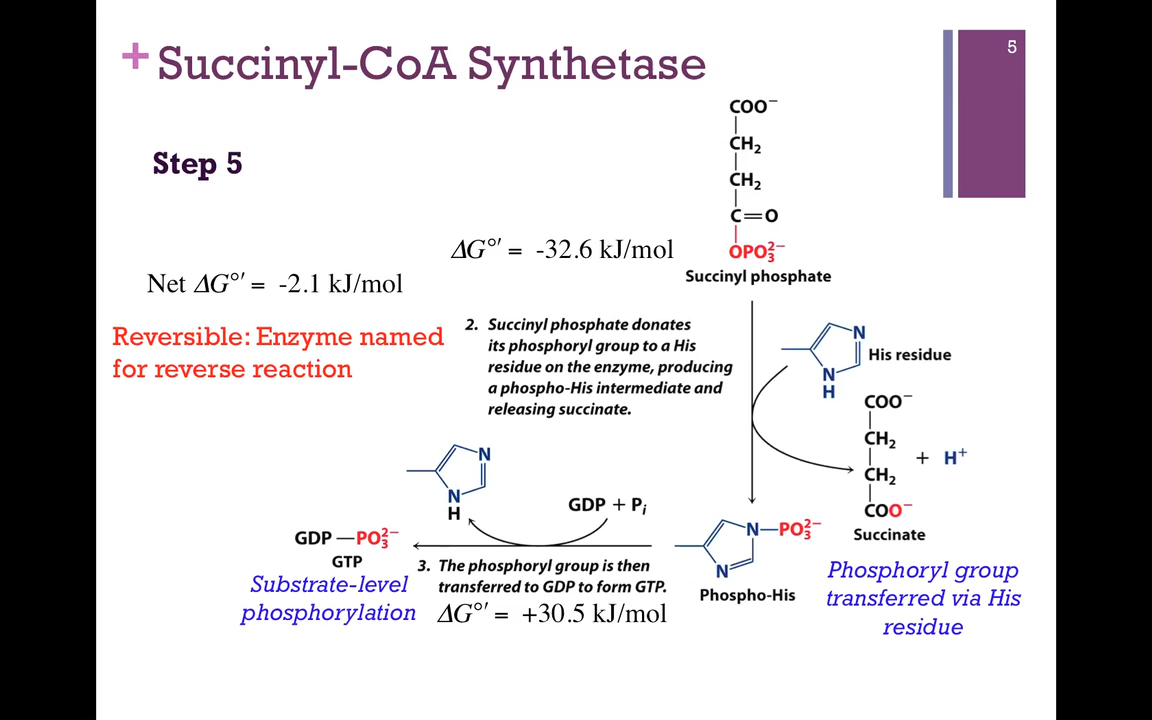 5
+ Succinyl-CoA Synthetase
Step 5
COO⁻
CH₂
CH₂
C=O
OPO₃²⁻
Succinyl phosphate
ΔG°′ = -32.6 kJ/mol
Net ΔG°′ = -2.1 kJ/mol
Reversible: Enzyme named
for reverse reaction
2. Succinyl phosphate donates
its phosphoryl group to a His
residue on the enzyme, producing
a phospho-His intermediate and
releasing succinate.
N
N
H
His residue
COO⁻
CH₂
CH₂
COO⁻
+ H⁺
Succinate
N
N
H
GDP + Pᵢ
GDP—PO₃²⁻
GTP
Substrate-level
phosphorylation
3. The phosphoryl group is then
transferred to GDP to form GTP.
ΔG°′ = +30.5 kJ/mol
N—PO₃²⁻
N
Phospho-His
Phosphoryl group
transferred via His
residue